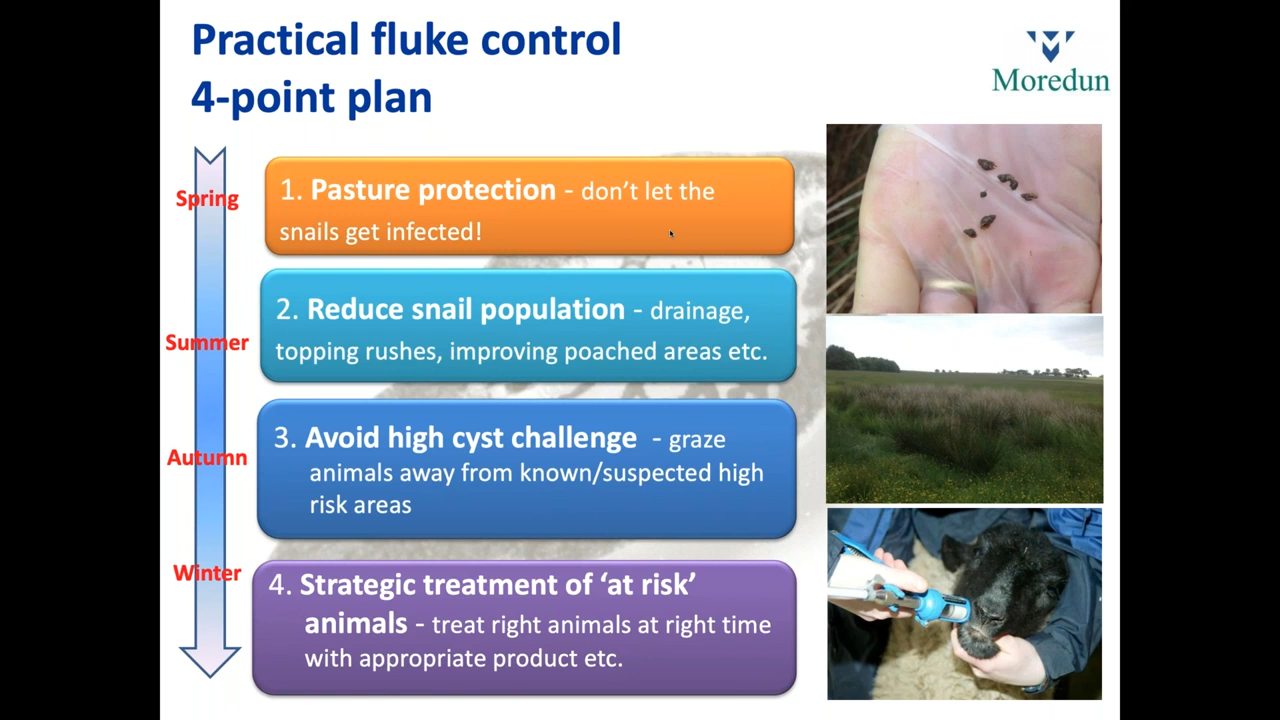 Practical fluke control
4-point plan
Moredun
Spring
Summer
Autumn
Winter
1. Pasture protection - don’t let the
snails get infected!
2. Reduce snail population - drainage,
topping rushes, improving poached areas etc.
3. Avoid high cyst challenge - graze
animals away from known/suspected high
risk areas
4. Strategic treatment of ‘at risk’
animals - treat right animals at right time
with appropriate product etc.